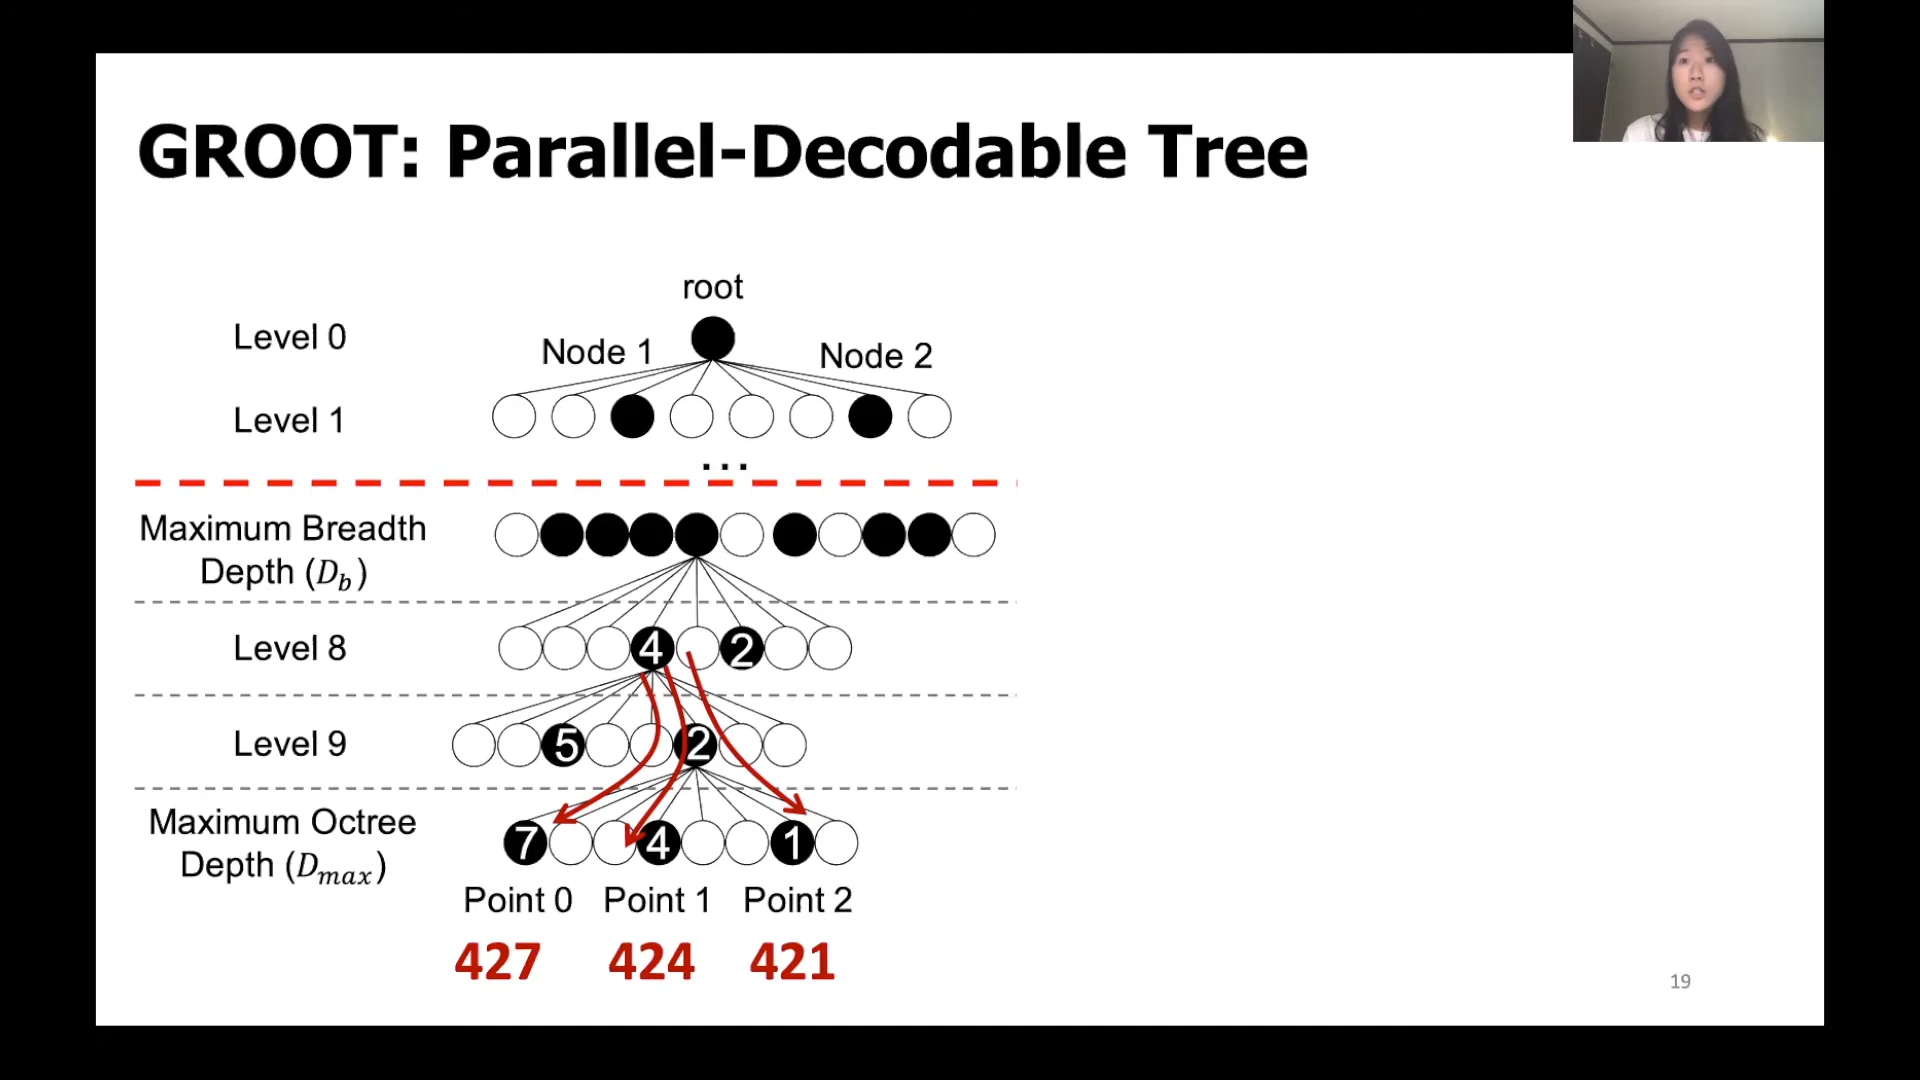 GROOT: Parallel-Decodable Tree
root
Level 0
Node 1
Node 2
Level 1
...
Maximum Breadth
Depth (D_b)
Level 8
4 2
Level 9
5 2
Maximum Octree
Depth (D_max)
7 4 1
Point 0 Point 1 Point 2
427 424 421
19